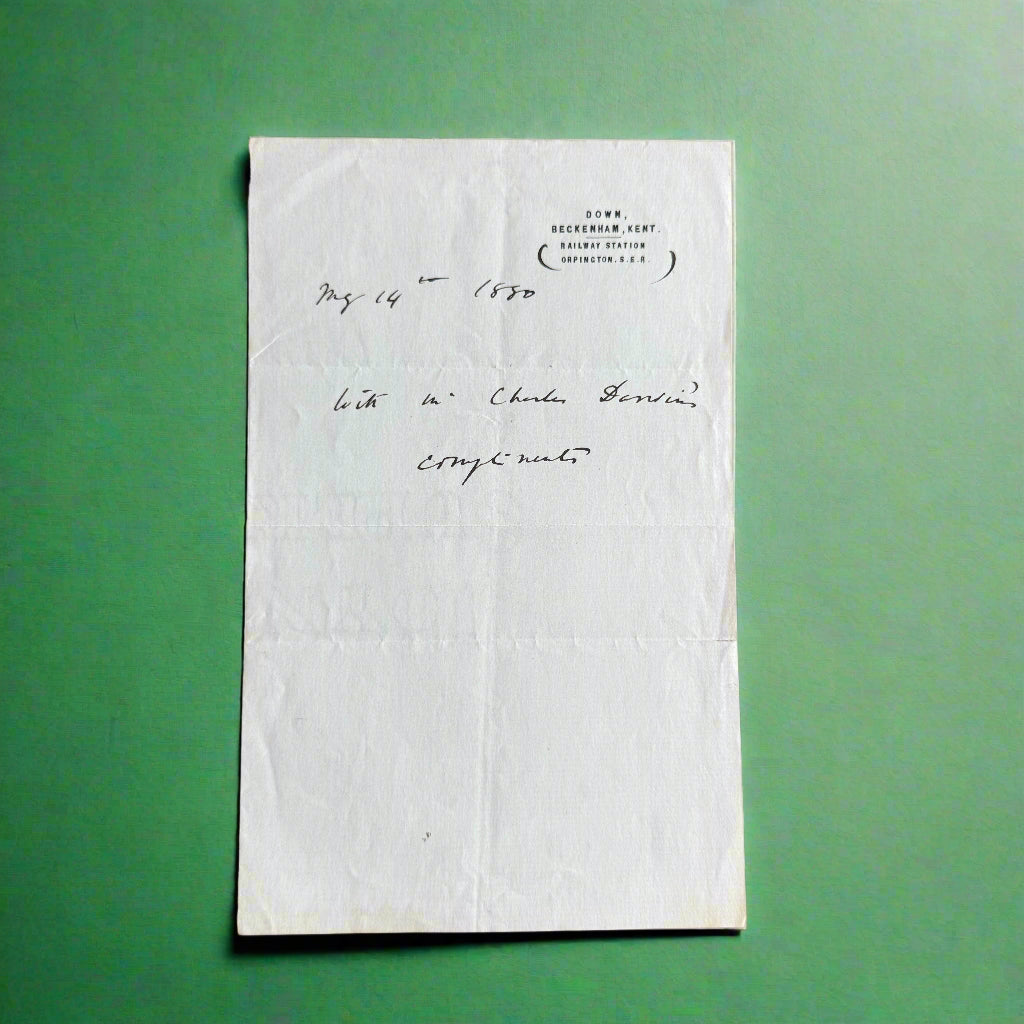 DOWN,
BECKENHAM, KENT.
(RAILWAY STATION
ORPINGTON. S.E.R.)
May 14th 1880
With Mr Charles Darwin's
compliments